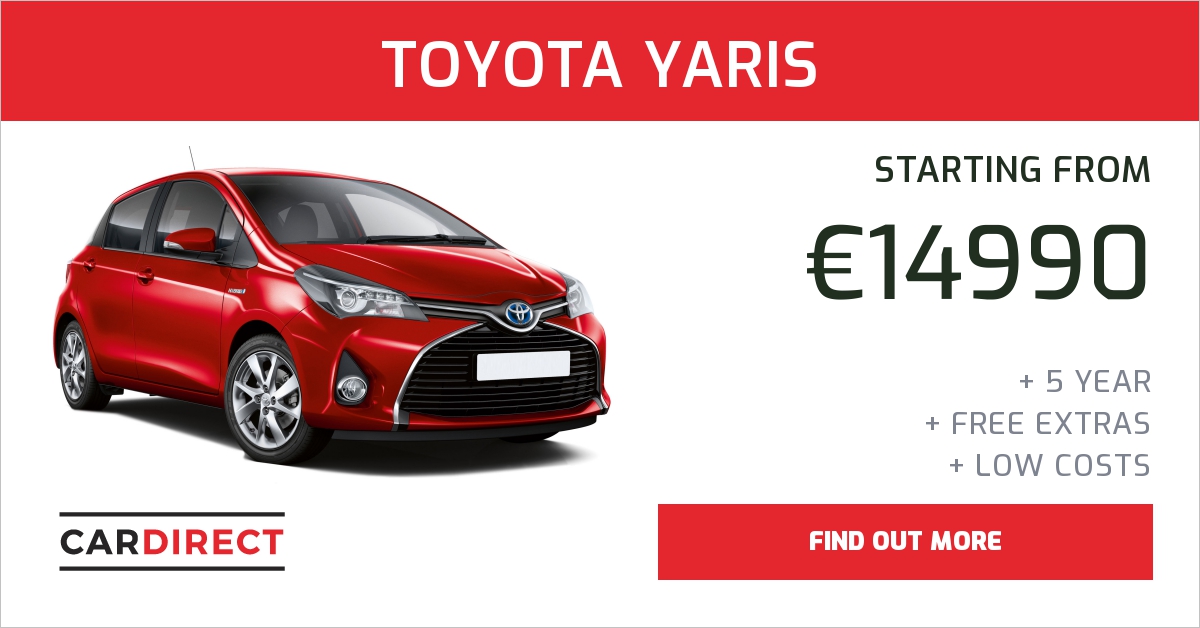 TOYOTA YARIS
STARTING FROM
€14990
+ 5 YEAR
+ FREE EXTRAS
+ LOW COSTS
CARDIRECT
FIND OUT MORE